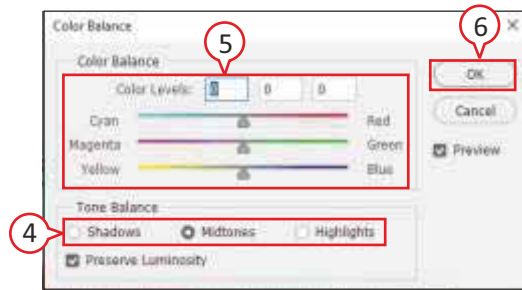 Color Balance
6
5
Color Balance
Color Levels: 0 0 0
OK
Cyan Red
Cancel
Magenta Green
Preview
Yellow Blue
Tone Balance
4
Shadows Midtones Highlights
Preserve Luminosity